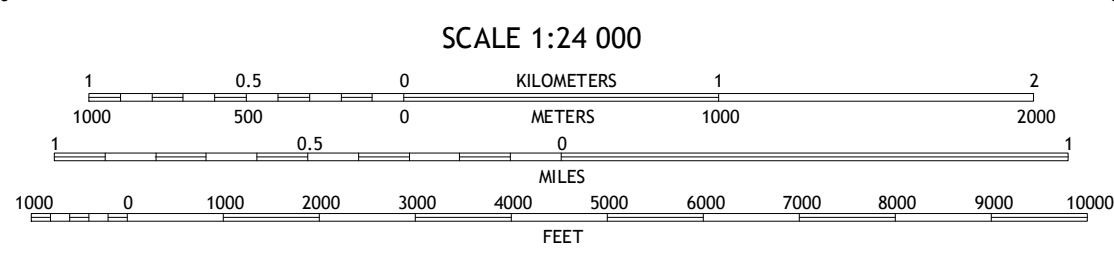 SCALE 1:24 000
1 0.5 0 KILOMETERS 1 2
1000 500 0 METERS 1000 2000
1 0.5 0 1
MILES
1000 0 1000 2000 3000 4000 5000 6000 7000 8000 9000 10000
FEET